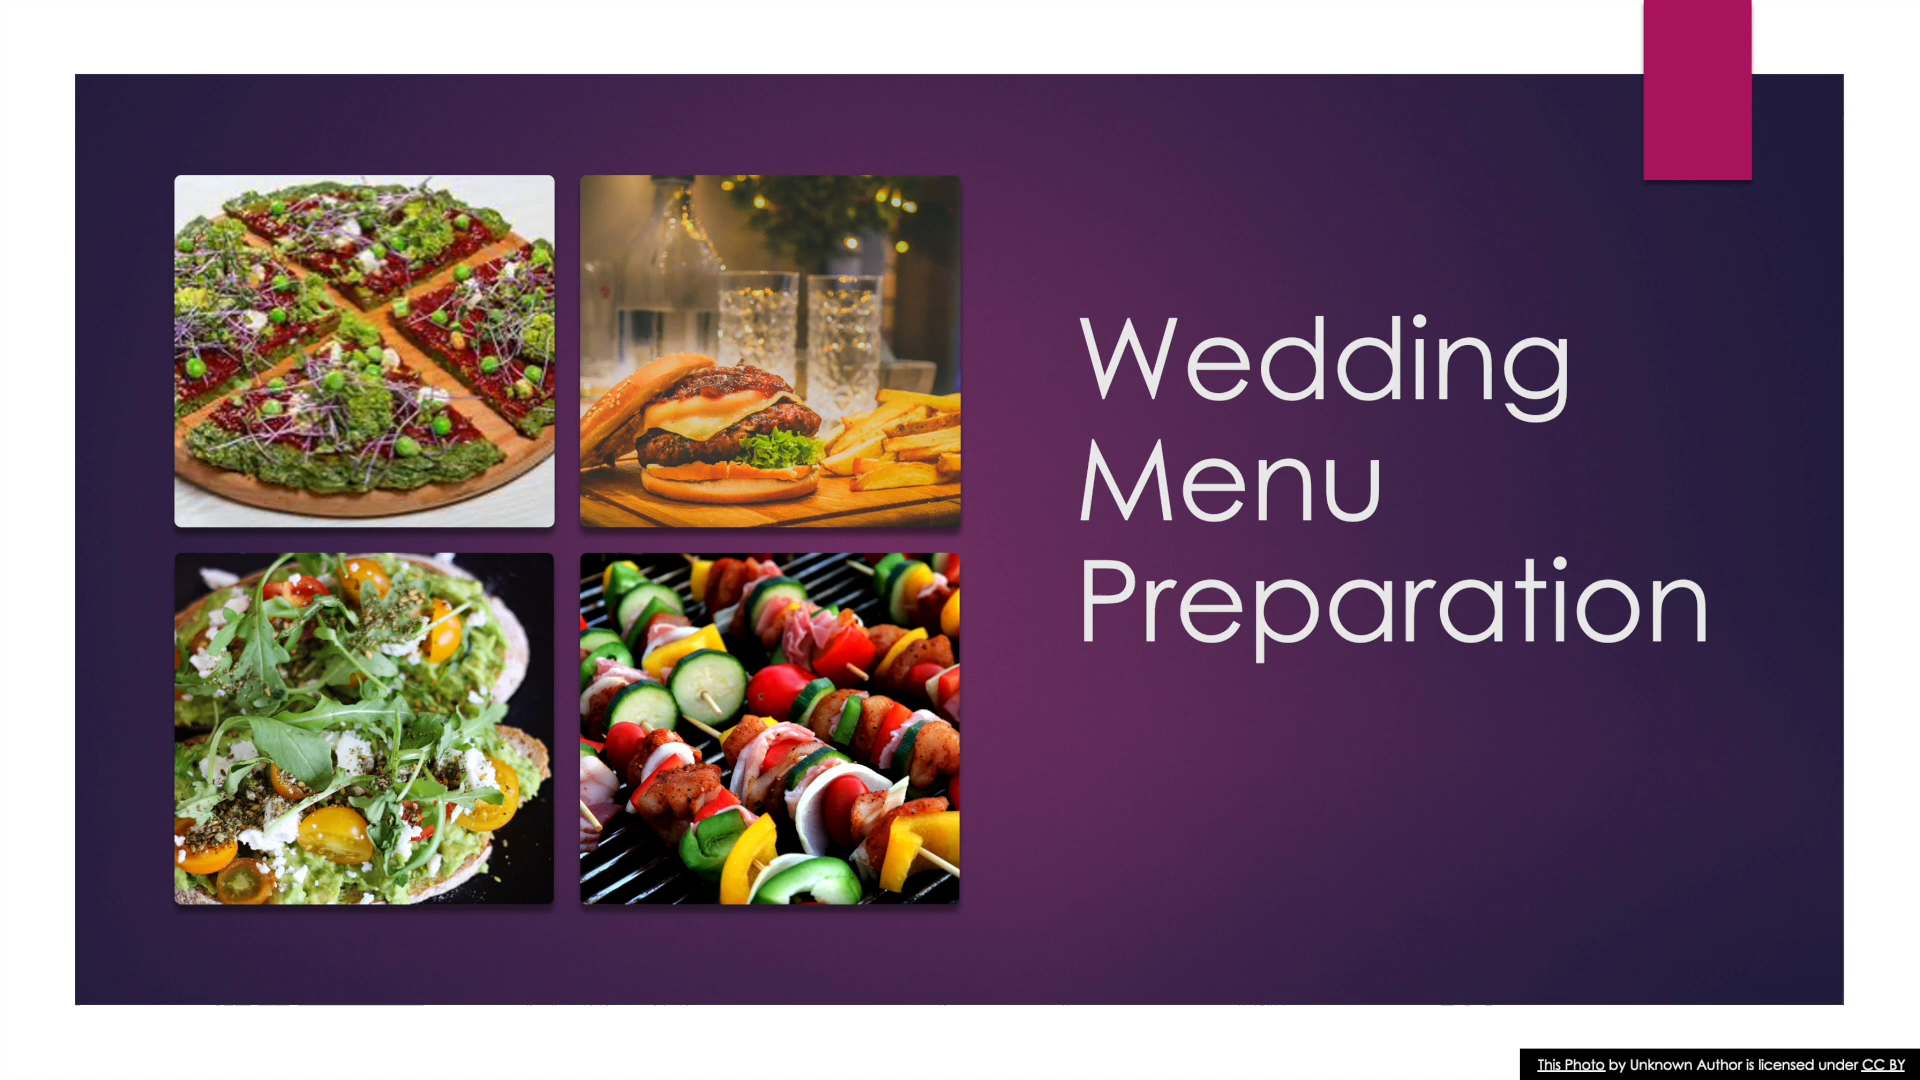 Wedding
Menu
Preparation
This Photo by Unknown Author is licensed under CC BY